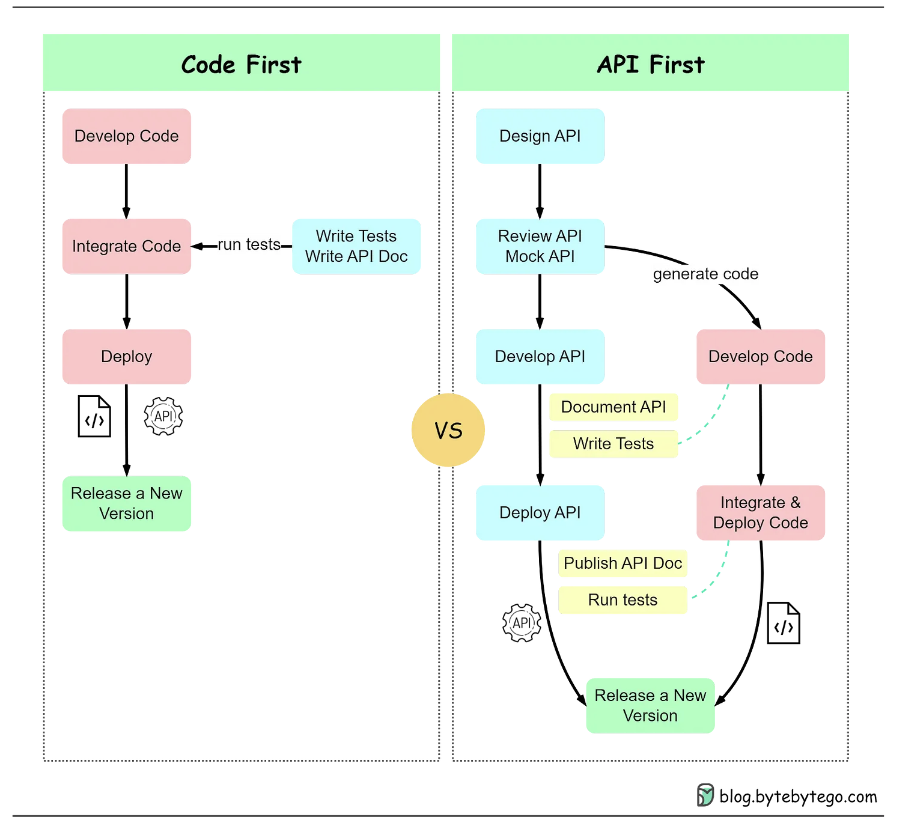 Code First
Develop Code
Integrate Code
run tests
Write Tests
Write API Doc
Deploy
</>
API
Release a New
Version
VS
API First
Design API
Review API
Mock API
generate code
Develop API
Develop Code
Document API
Write Tests
Deploy API
Integrate &
Deploy Code
Publish API Doc
Run tests
API
</>
Release a New
Version
blog.bytebytego.com